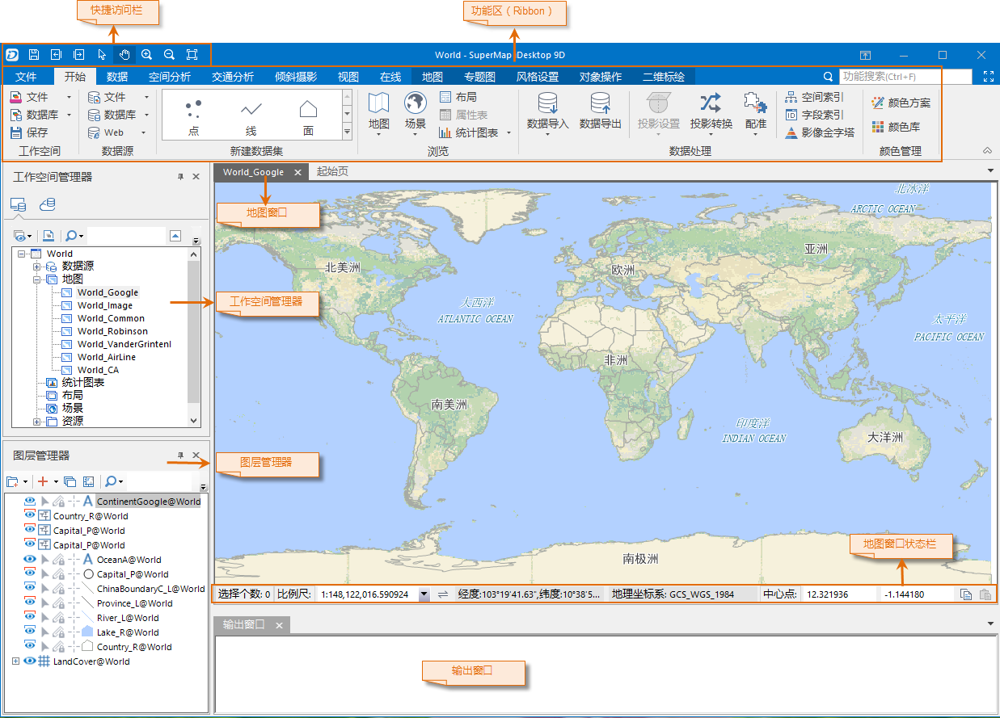 快捷访问栏
功能区（Ribbon）
World - SuperMap iDesktop 9D
文件 开始 数据 空间分析 交通分析 倾斜摄影 视图 在线 地图 专题图 风格设置 对象操作 二维标绘 功能搜索(Ctrl+F)
文件 文件 布局 空间索引 颜色方案
数据库 数据库 属性表 字段索引
保存 Web 点 线 面 地图 场景 统计图表 数据导入 数据导出 投影设置 投影转换 配准 影像金字塔 颜色库
工作空间 数据源 新建数据集 浏览 数据处理 颜色管理
工作空间管理器
World_Google 起始页
地图窗口
World
数据源
地图
World_Google
World_Image
World_Common
World_Robinson
World_VanderGrintenI
World_AirLine
World_CA
统计图表
布局
场景
资源
工作空间管理器
北冰洋
ARCTIC OCEAN
北美洲
欧洲
亚洲
大西洋
ATLANTIC OCEAN
太平洋
PACIFIC OCEAN
非洲
南美洲
印度洋
INDIAN OCEAN
大洋洲
南极洲
图层管理器
图层管理器
ContinentGoogle@World
Country_R@World
Capital_P@World
Capital_P@World
OceanA@World
Capital_P@World
ChinaBoundaryC_L@World
Province_L@World
River_L@World
Lake_R@World
Country_R@World
LandCover@World
地图窗口状态栏
选择个数: 0 比例尺: 1:148,122,016.590924 经度:103°19'41.63",纬度:10°38'5... 地理坐标系: GCS_WGS_1984 中心点: 12.321936 -1.144180
输出窗口
输出窗口